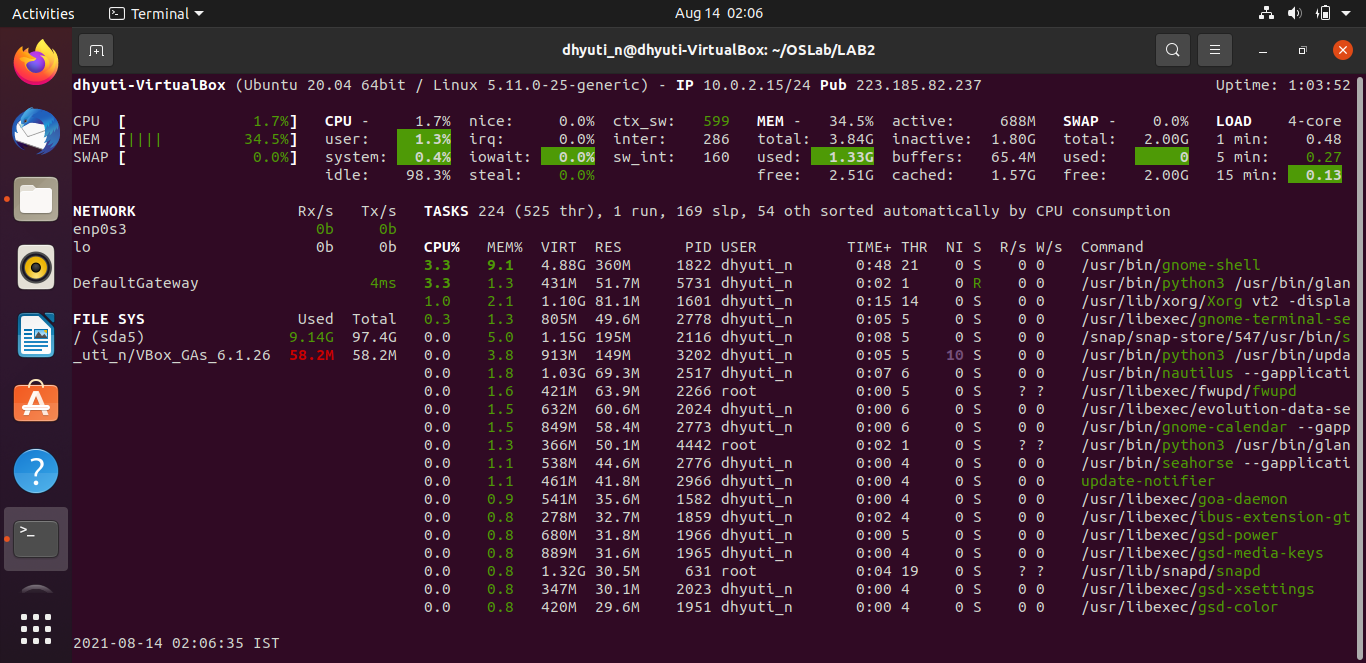 Activities Terminal Aug 14 02:06
dhyuti_n@dhyuti-VirtualBox: ~/OSLab/LAB2
dhyuti-VirtualBox (Ubuntu 20.04 64bit / Linux 5.11.0-25-generic) - IP 10.0.2.15/24 Pub 223.185.82.237 Uptime: 1:03:52
CPU [ 1.7%] CPU - 1.7% nice: 0.0% ctx_sw: 599 MEM - 34.5% active: 688M SWAP - 0.0% LOAD 4-core
MEM [|||| 34.5%] user: 1.3% irq: 0.0% inter: 286 total: 3.84G inactive: 1.80G total: 2.00G 1 min: 0.48
SWAP [ 0.0%] system: 0.4% iowait: 0.0% sw_int: 160 used: 1.33G buffers: 65.4M used: 0 5 min: 0.27
idle: 98.3% steal: 0.0% free: 2.51G cached: 1.57G free: 2.00G 15 min: 0.13
NETWORK Rx/s Tx/s TASKS 224 (525 thr), 1 run, 169 slp, 54 oth sorted automatically by CPU consumption
enp0s3 0b 0b
lo 0b 0b CPU% MEM% VIRT RES PID USER TIME+ THR NI S R/s W/s Command
3.3 9.1 4.88G 360M 1822 dhyuti_n 0:48 21 0 S 0 0 /usr/bin/gnome-shell
DefaultGateway 4ms 3.3 1.3 431M 51.7M 5731 dhyuti_n 0:02 1 0 R 0 0 /usr/bin/python3 /usr/bin/glan
1.0 2.1 1.10G 81.1M 1601 dhyuti_n 0:15 14 0 S 0 0 /usr/lib/xorg/Xorg vt2 -displa
FILE SYS Used Total 0.3 1.3 805M 49.6M 2778 dhyuti_n 0:05 5 0 S 0 0 /usr/libexec/gnome-terminal-se
/ (sda5) 9.14G 97.4G 0.0 5.0 1.15G 195M 2116 dhyuti_n 0:08 5 0 S 0 0 /snap/snap-store/547/usr/bin/s
_uti_n/VBox_GAs_6.1.26 58.2M 58.2M 0.0 3.8 913M 149M 3202 dhyuti_n 0:05 5 10 S 0 0 /usr/bin/python3 /usr/bin/upda
0.0 1.8 1.03G 69.3M 2517 dhyuti_n 0:07 6 0 S 0 0 /usr/bin/nautilus --gapplicati
0.0 1.6 421M 63.9M 2266 root 0:05 5 0 S ? ? /usr/libexec/fwupd/fwupd
0.0 1.5 632M 60.6M 2024 dhyuti_n 0:00 6 0 S 0 0 /usr/libexec/evolution-data-se
0.0 1.5 849M 58.4M 2773 dhyuti_n 0:00 6 0 S 0 0 /usr/bin/gnome-calendar --gapp
0.0 1.3 366M 50.1M 4442 root 0:02 1 0 S ? ? /usr/bin/python3 /usr/bin/glan
0.0 1.1 538M 44.6M 2776 dhyuti_n 0:00 4 0 S 0 0 /usr/bin/seahorse --gapplicati
0.0 1.1 461M 41.8M 2966 dhyuti_n 0:00 4 0 S 0 0 update-notifier
0.0 0.9 541M 35.6M 1582 dhyuti_n 0:00 4 0 S 0 0 /usr/libexec/goa-daemon
0.0 0.8 278M 32.7M 1859 dhyuti_n 0:02 4 0 S 0 0 /usr/libexec/ibus-extension-gt
0.0 0.8 680M 31.8M 1966 dhyuti_n 0:00 5 0 S 0 0 /usr/libexec/gsd-power
0.0 0.8 889M 31.6M 1965 dhyuti_n 0:00 4 0 S 0 0 /usr/libexec/gsd-media-keys
0.0 0.8 1.32G 30.5M 631 root 0:04 19 0 S ? ? /usr/lib/snapd/snapd
0.0 0.8 347M 30.1M 2023 dhyuti_n 0:00 4 0 S 0 0 /usr/libexec/gsd-xsettings
0.0 0.8 420M 29.6M 1951 dhyuti_n 0:00 4 0 S 0 0 /usr/libexec/gsd-color
2021-08-14 02:06:35 IST